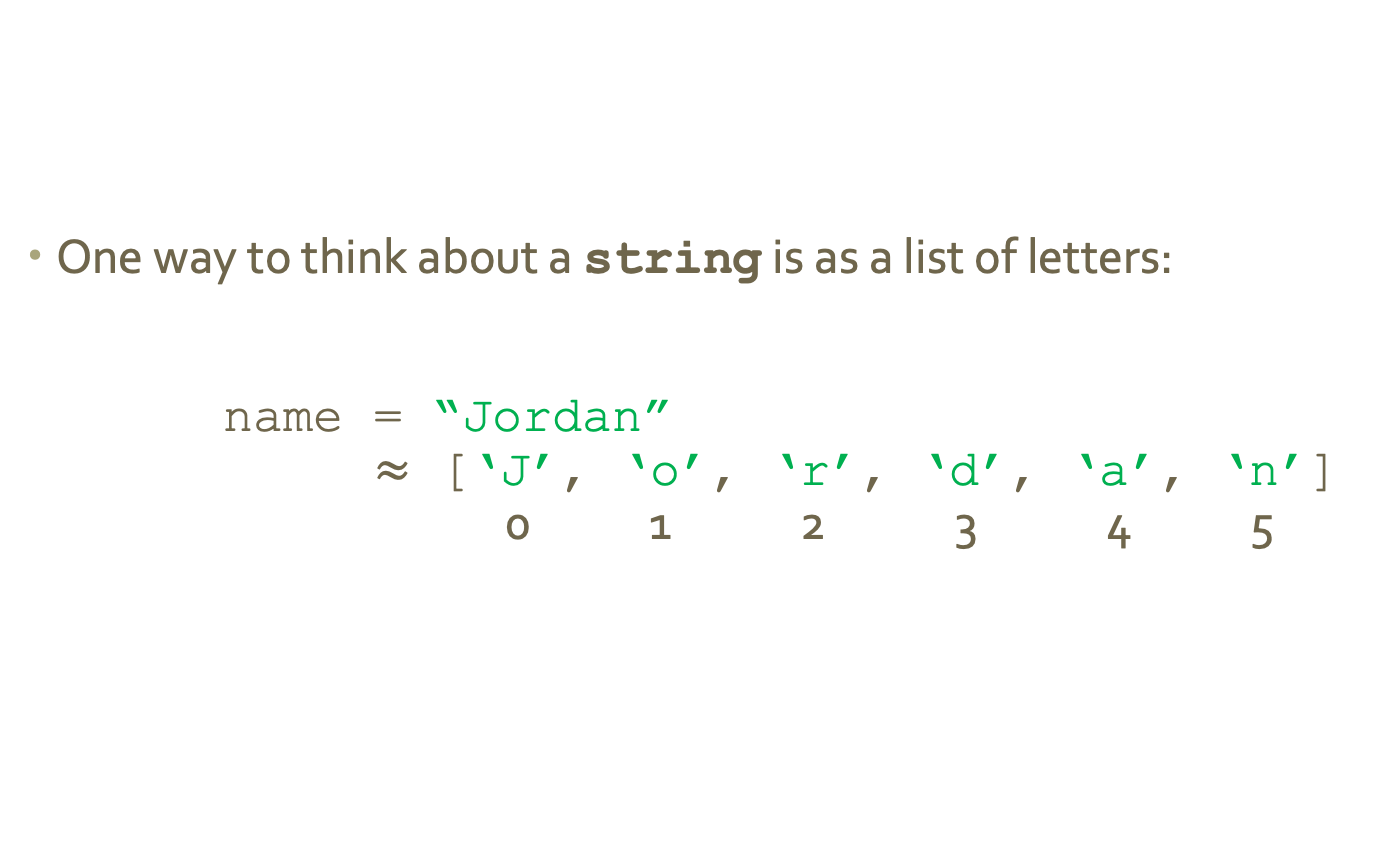 • One way to think about a string is as a list of letters:
name = “Jordan”
≈ [‘J’, ‘o’, ‘r’, ‘d’, ‘a’, ‘n’]
0 1 2 3 4 5